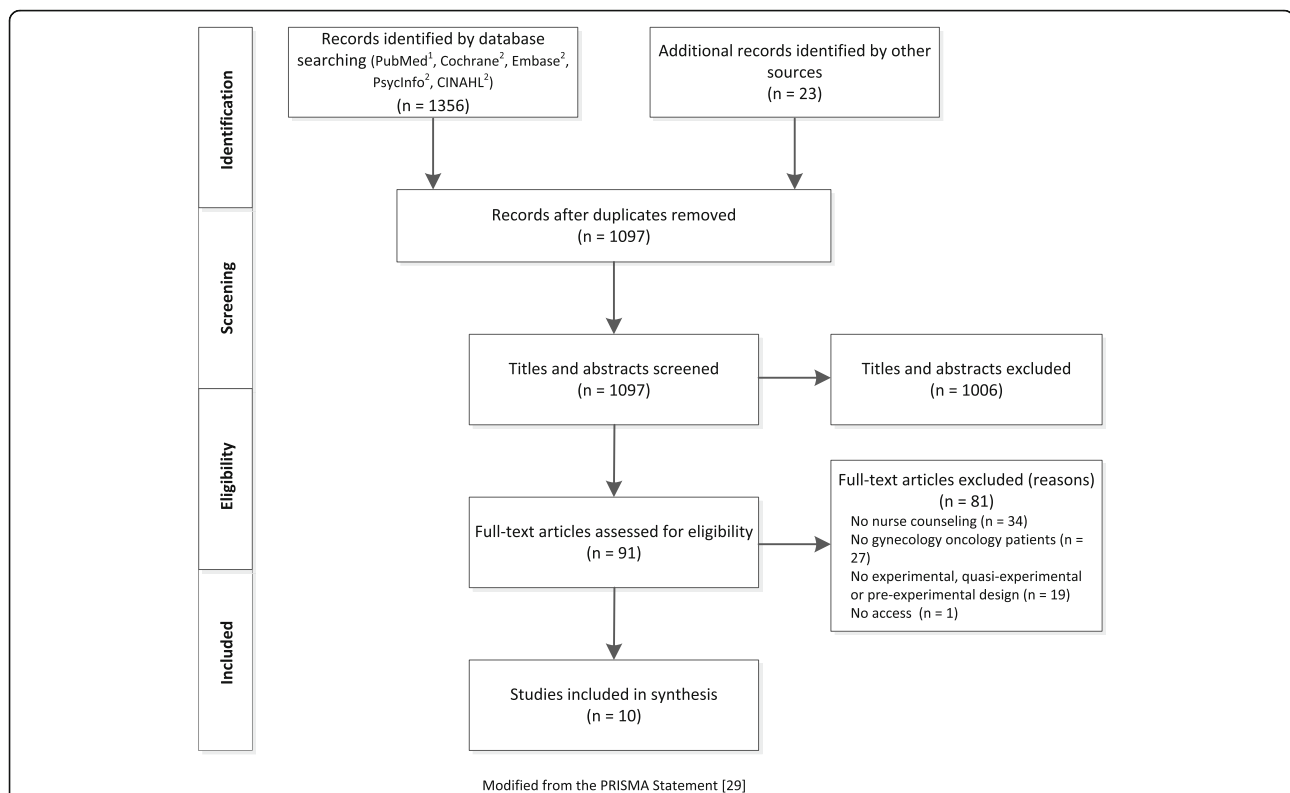 Identification
Records identified by database
searching (PubMed¹, Cochrane², Embase²,
PsycInfo², CINAHL²)
(n = 1356)
Additional records identified by other
sources
(n = 23)
Records after duplicates removed
(n = 1097)
Screening
Titles and abstracts screened
(n = 1097)
Titles and abstracts excluded
(n = 1006)
Eligibility
Full-text articles assessed for eligibility
(n = 91)
Full-text articles excluded (reasons)
(n = 81)
No nurse counseling (n = 34)
No gynecology oncology patients (n =
27)
No experimental, quasi-experimental
or pre-experimental design (n = 19)
No access (n = 1)
Included
Studies included in synthesis
(n = 10)
Modified from the PRISMA Statement [29]